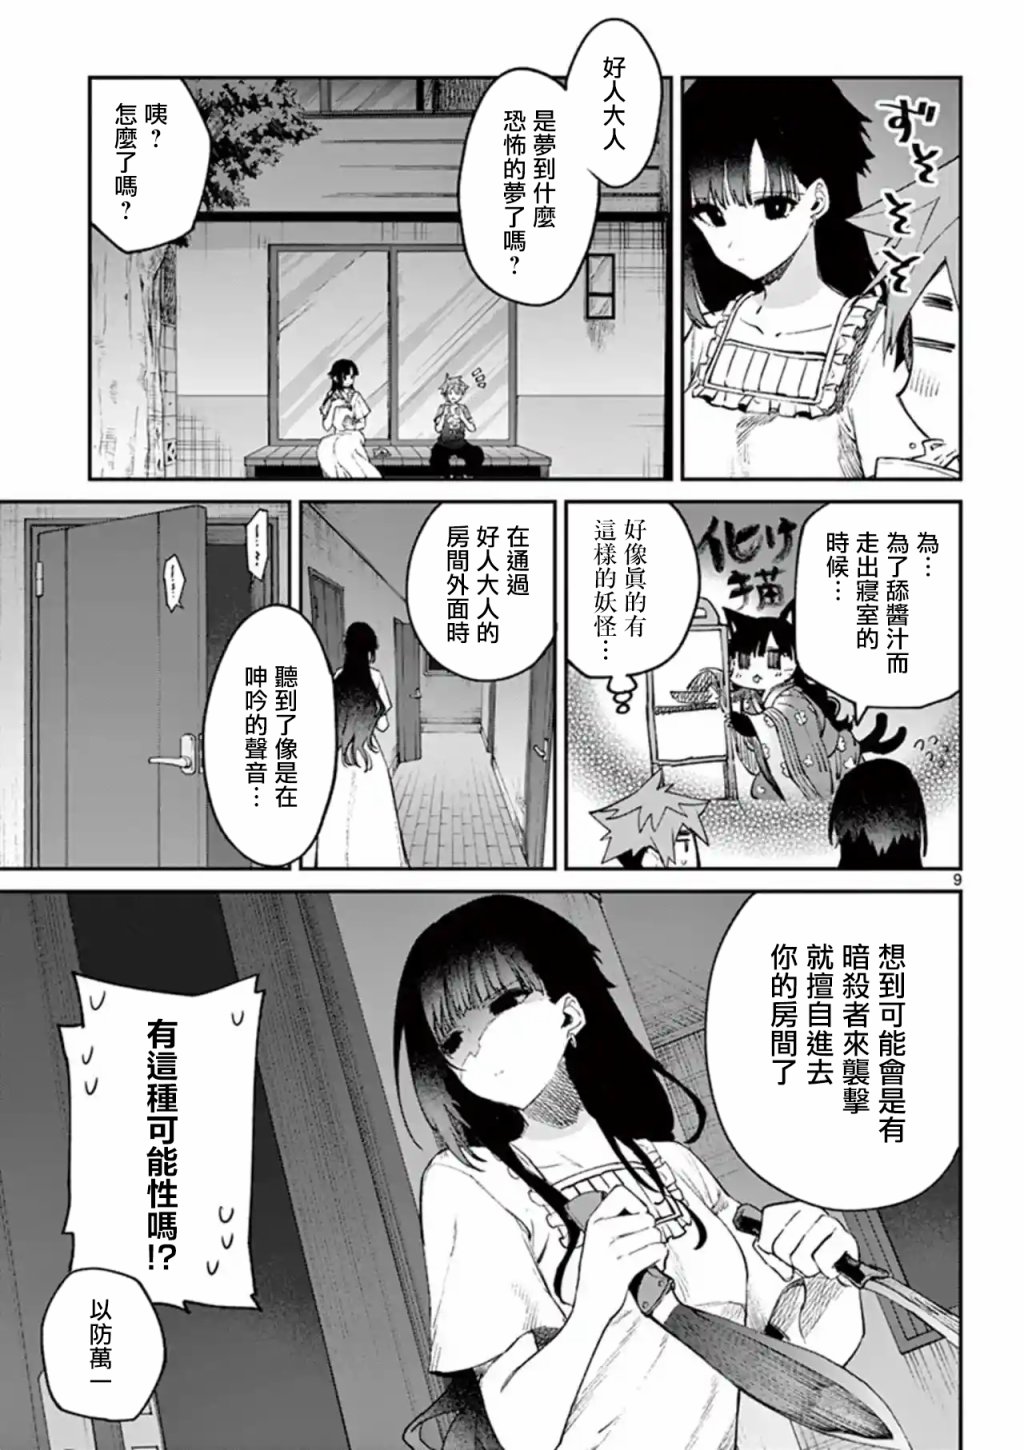 ずず
そそ
そそ
好人大人
是夢到什麼
恐怖的夢了嗎？
咦？
怎麼了嗎？
為…
為了舔醬汁而
走出寢室的
時候…
化け
猫
好像真的有
這樣的妖怪…
在通過
好人大人的
房間外面時
聽到了像是在
呻吟的聲音…
9
想到可能會是有
暗殺者來襲擊
就擅自進去
你的房間了
有這種可能性嗎!?
以防萬一